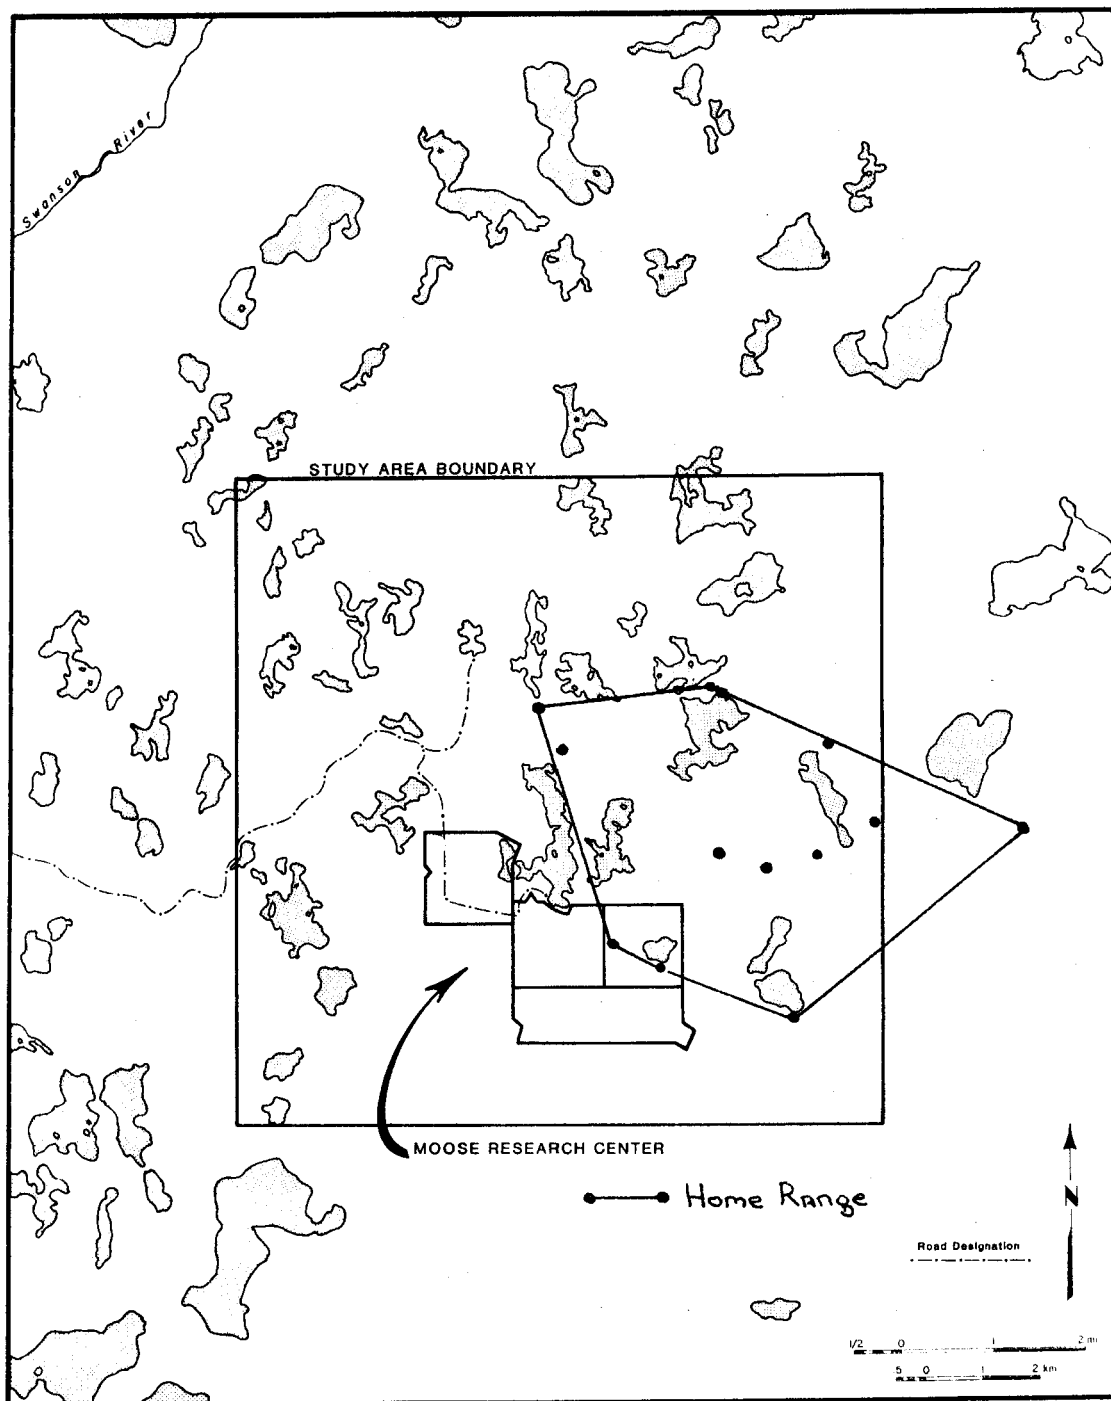 Swanson River
STUDY AREA BOUNDARY
MOOSE RESEARCH CENTER
Home Range
N
Road Designation
1/2 0 1 2 mi
5 0 1 2 km